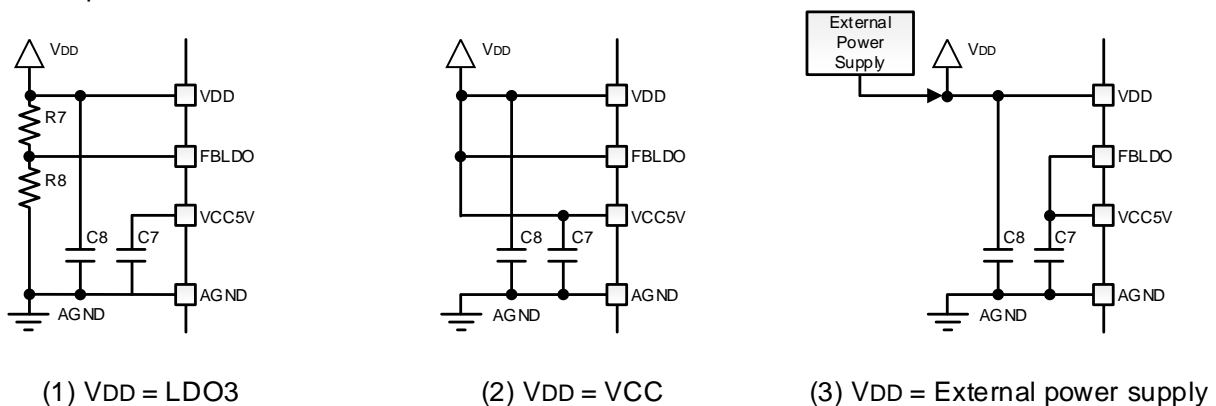 VDD
VDD
R7
FBLDO
R8
VCC5V
C8
C7
AGND
AGND
(1) VDD = LDO3
VDD
VDD
FBLDO
VCC5V
C8
C7
AGND
AGND
(2) VDD = VCC
External
Power
Supply
VDD
VDD
FBLDO
VCC5V
C8
C7
AGND
AGND
(3) VDD = External power supply